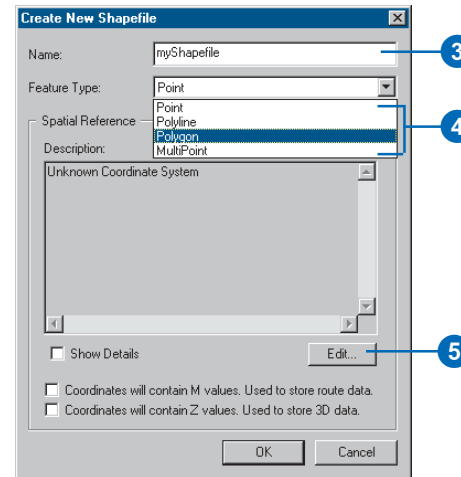 Create New Shapefile
Name: myShapefile
3
Feature Type: Point
Point
Polyline
Polygon
MultiPoint
4
Spatial Reference
Description:
Unknown Coordinate System
Show Details
Edit...
5
Coordinates will contain M values. Used to store route data.
Coordinates will contain Z values. Used to store 3D data.
OK
Cancel